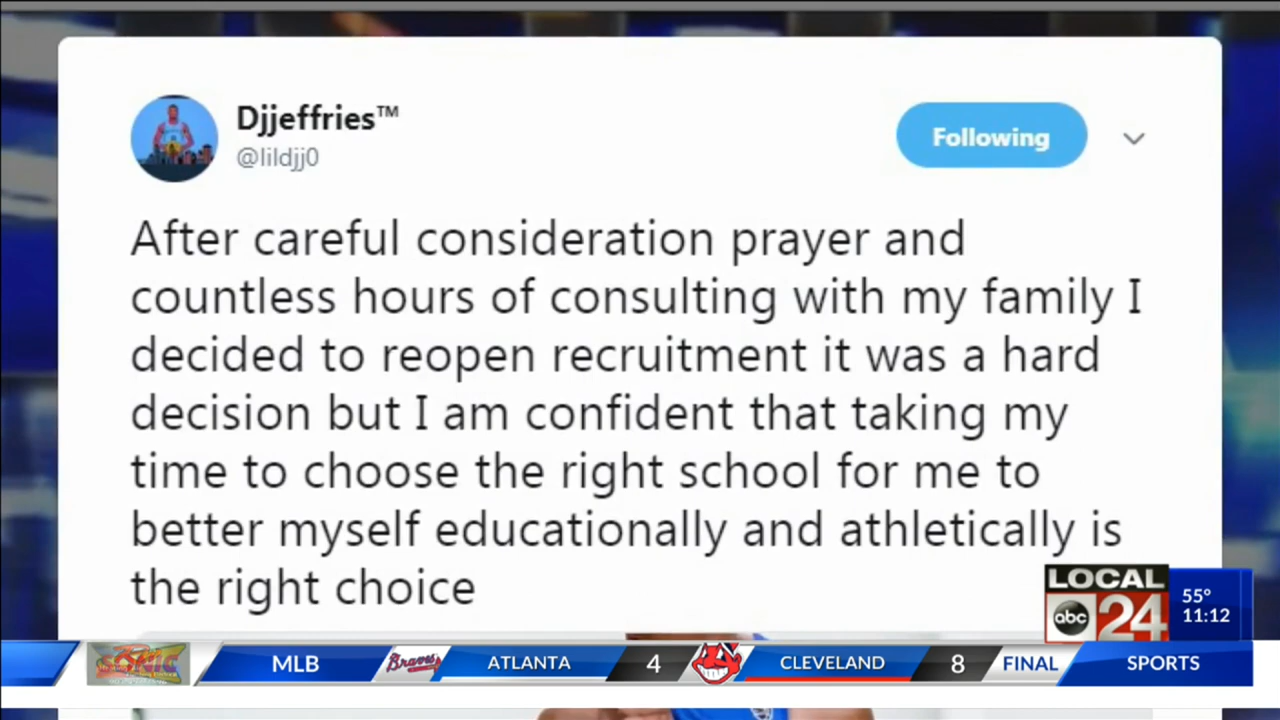 Djjeffries™
@lildjj0
Following
After careful consideration prayer and
countless hours of consulting with my family I
decided to reopen recruitment it was a hard
decision but I am confident that taking my
time to choose the right school for me to
better myself educationally and athletically is
the right choice
LOCAL
abc 24
55°
11:12
SONIC
MLB
Braves
ATLANTA
4
CLEVELAND
8
FINAL
SPORTS